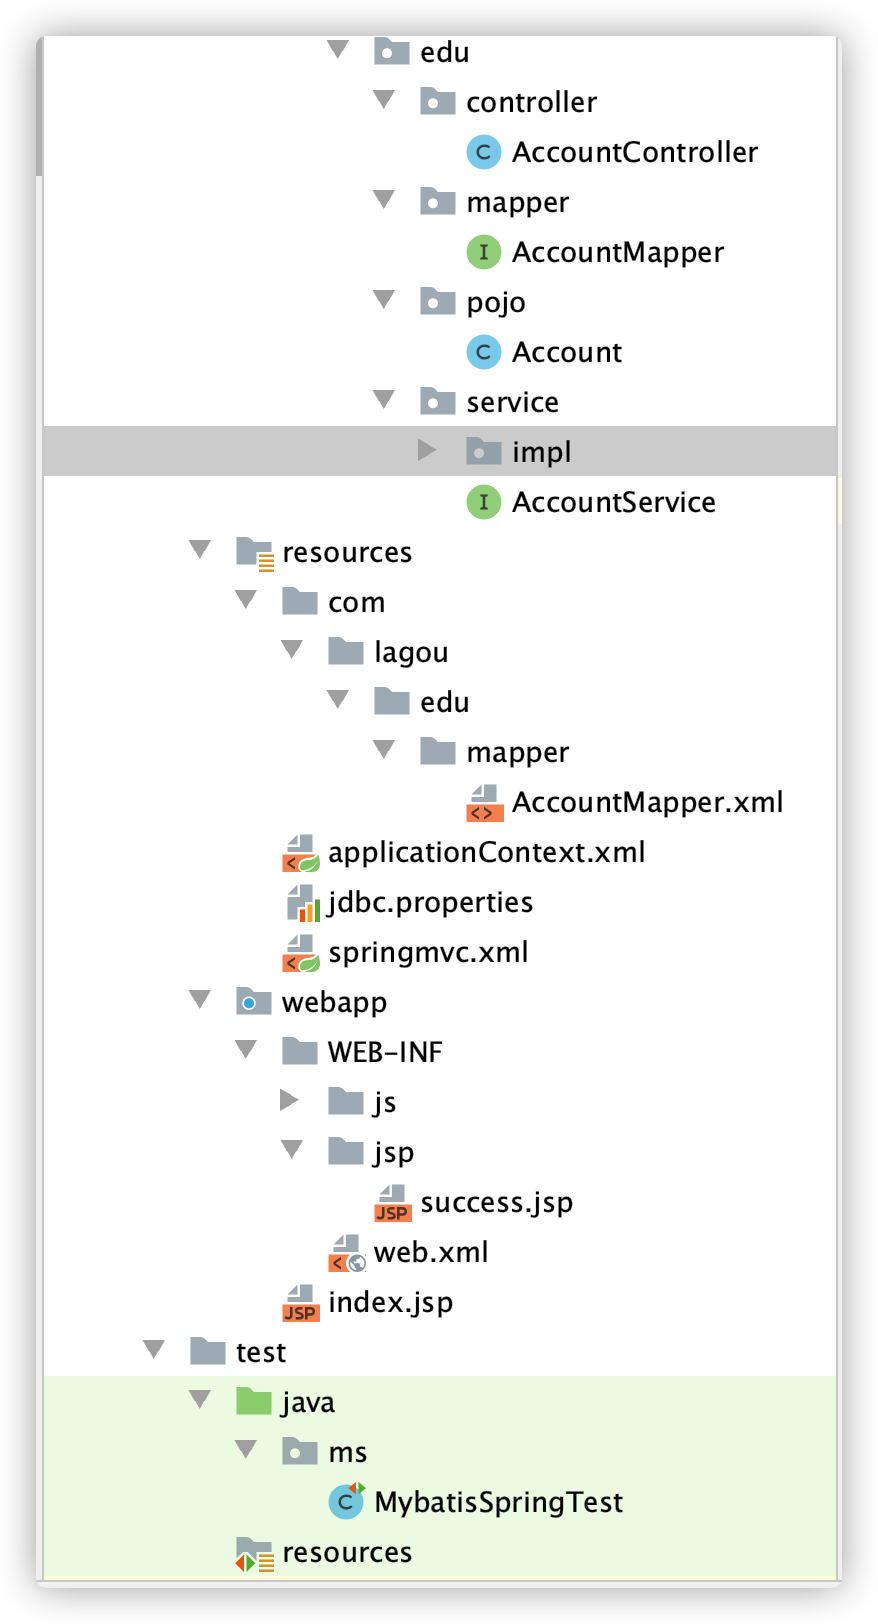 edu
controller
C AccountController
mapper
I AccountMapper
pojo
C Account
service
impl
I AccountService
resources
com
lagou
edu
mapper
AccountMapper.xml
applicationContext.xml
jdbc.properties
springmvc.xml
webapp
WEB-INF
js
jsp
JSP success.jsp
web.xml
JSP index.jsp
test
java
ms
C MybatisSpringTest
resources